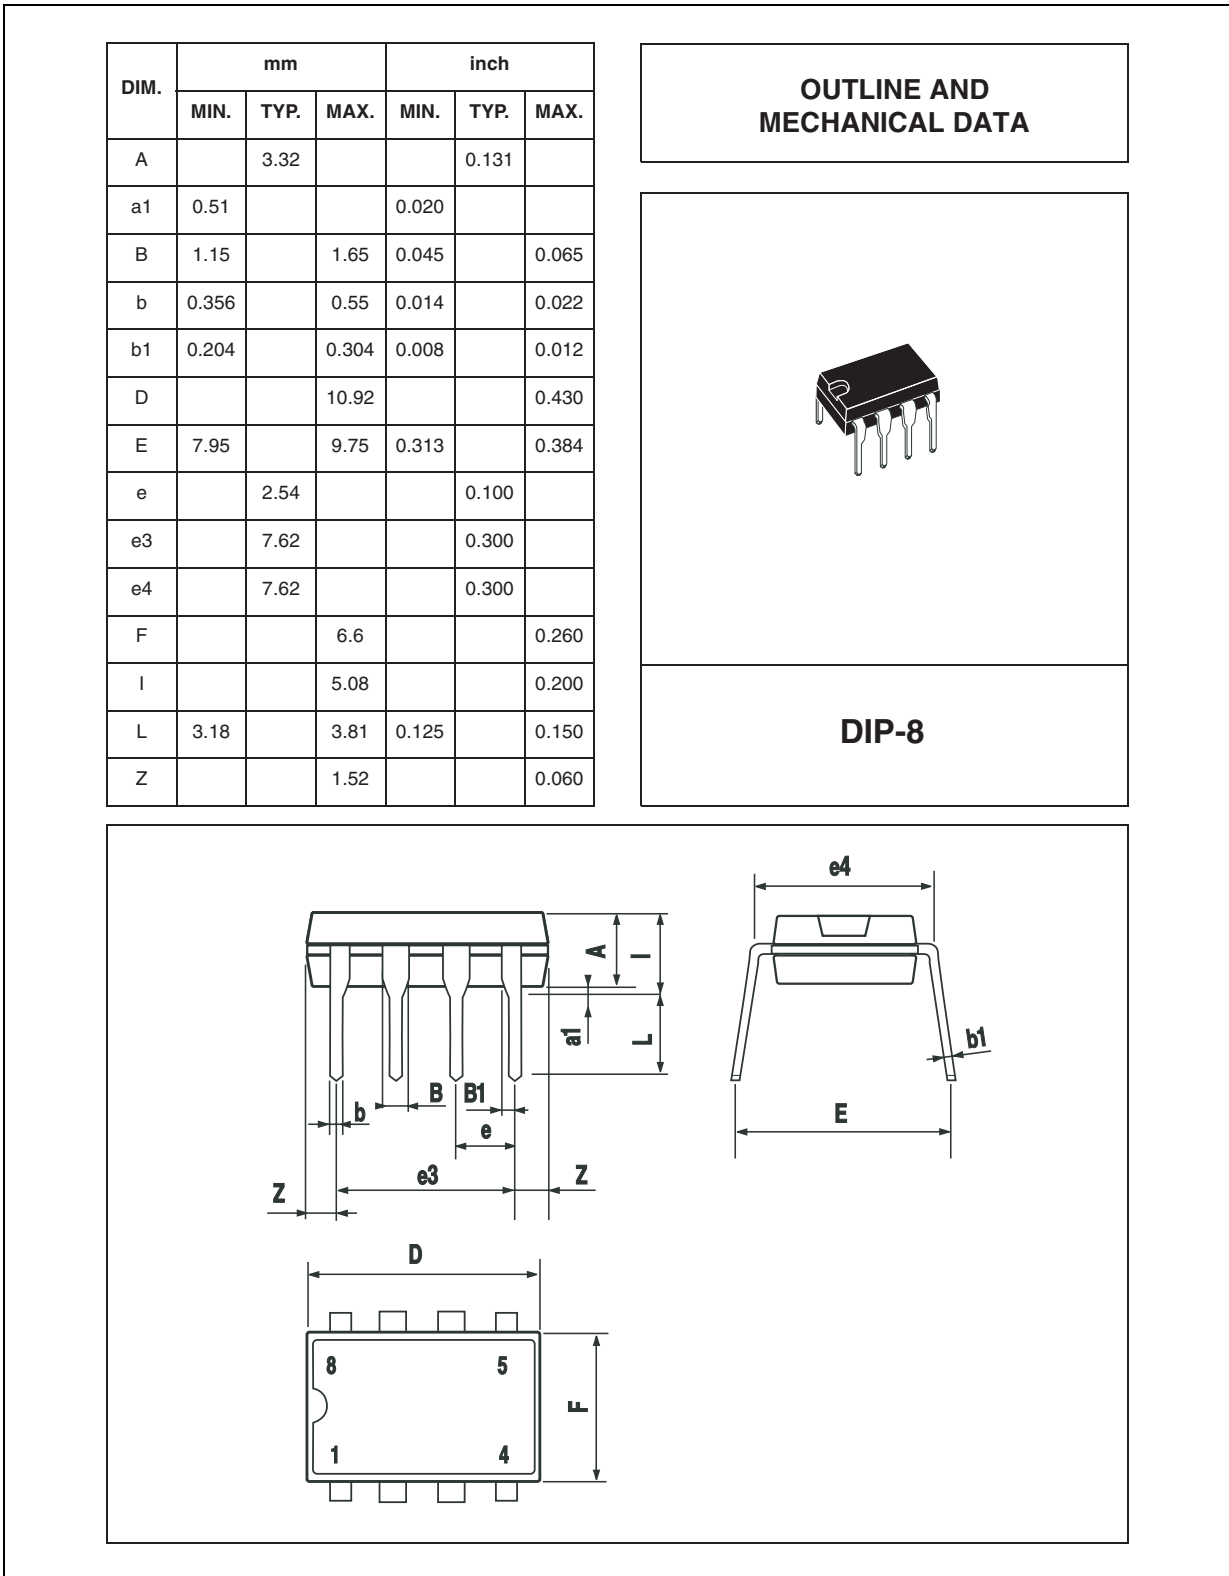 DIM. mm inch
MIN. TYP. MAX. MIN. TYP. MAX.
A 3.32 0.131
a1 0.51 0.020
B 1.15 1.65 0.045 0.065
b 0.356 0.55 0.014 0.022
b1 0.204 0.304 0.008 0.012
D 10.92 0.430
E 7.95 9.75 0.313 0.384
e 2.54 0.100
e3 7.62 0.300
e4 7.62 0.300
F 6.6 0.260
I 5.08 0.200
L 3.18 3.81 0.125 0.150
Z 1.52 0.060
OUTLINE AND
MECHANICAL DATA
DIP-8
e4
A I
a1 L
b1
b B B1
e
E
e3
Z Z
D
8 5
F
1 4